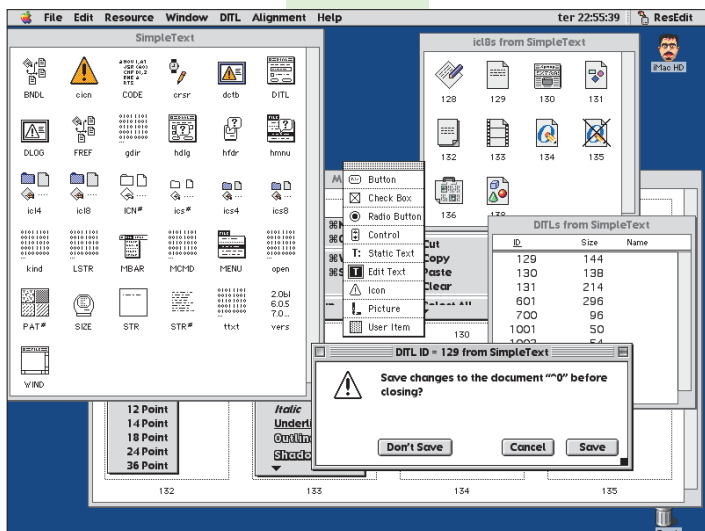 File Edit Resource Window DITL Alignment Help ter 22:55:39 ResEdit
SimpleText
BNDL cicn CODE crsr dctb DITL
DLOG FREF gdir hdlg hfdr hmnu
icl4 icl8 ICN# ics# ics4 ics8
kind LSTR MBAR MCMD MENU open
PAT# SIZE STR STR# ttxt vers
WIND
icl8s from SimpleText
128 129 130 131
132 133 134 135
136 138
iMac HD
Button
Check Box
Radio Button
Control
T: Static Text
Edit Text
Icon
Picture
User Item
Cut
Copy
Paste
Clear
Select All
130
DITLs from SimpleText
ID Size Name
129 144
130 138
131 214
601 296
700 96
1001 50
1002 54
DITL ID = 129 from SimpleText
Save changes to the document “^0” before
closing?
Don't Save Cancel Save
12 Point
14 Point
18 Point
24 Point
36 Point
Italic
132 133 134 135